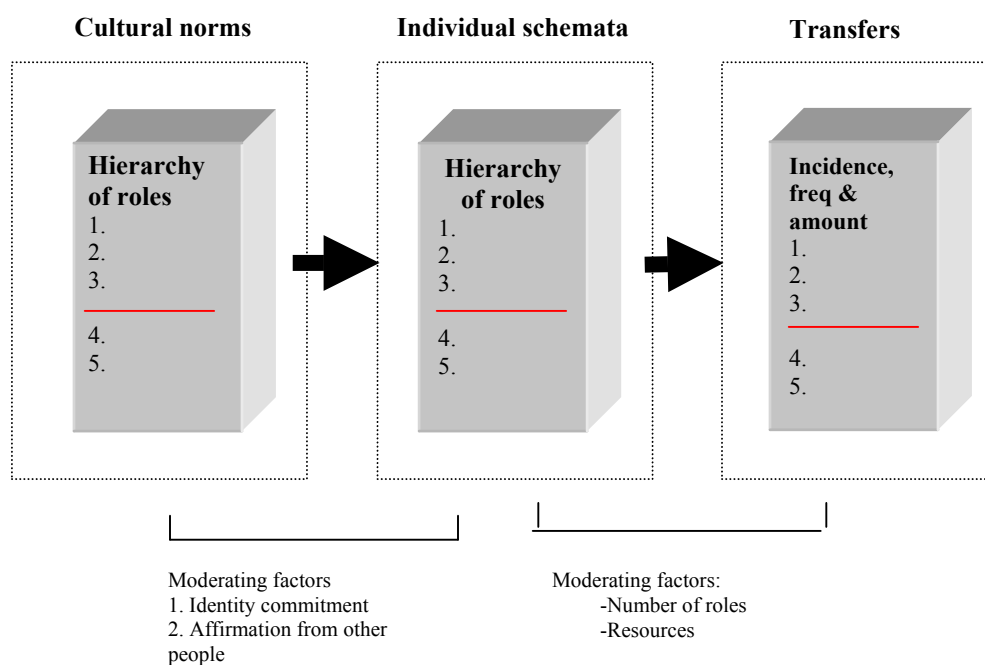 Cultural norms
Individual schemata
Transfers
Hierarchy
of roles
1.
2.
3.
4.
5.
Hierarchy
of roles
1.
2.
3.
4.
5.
Incidence,
freq &
amount
1.
2.
3.
4.
5.
Moderating factors
1. Identity commitment
2. Affirmation from other
people
Moderating factors:
-Number of roles
-Resources